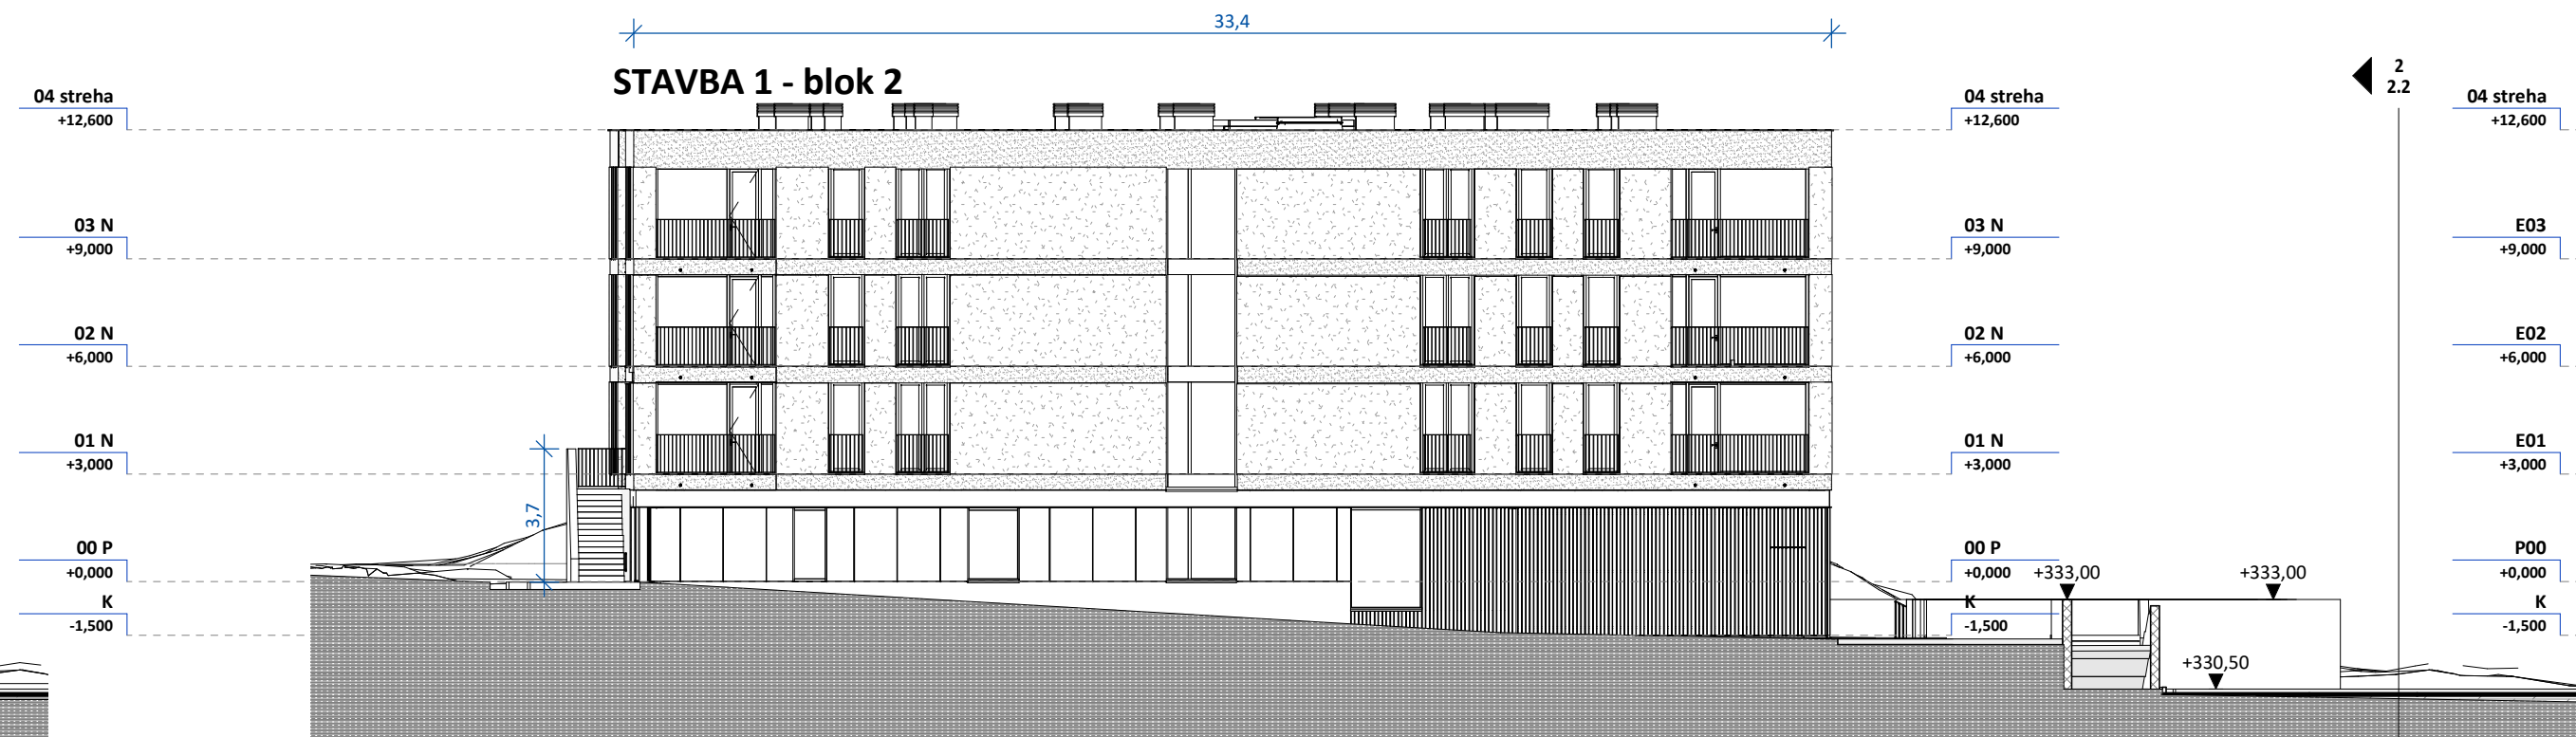 33,4
STAVBA 1 - blok 2
2
2.2
04 streha
+12,600
03 N
+9,000
02 N
+6,000
01 N
+3,000
00 P
+0,000
K
-1,500
3,7
04 streha
+12,600
03 N
+9,000
02 N
+6,000
01 N
+3,000
00 P
+0,000
K
-1,500
+333,00
+333,00
+330,50
04 streha
+12,600
E03
+9,000
E02
+6,000
E01
+3,000
P00
+0,000
K
-1,500